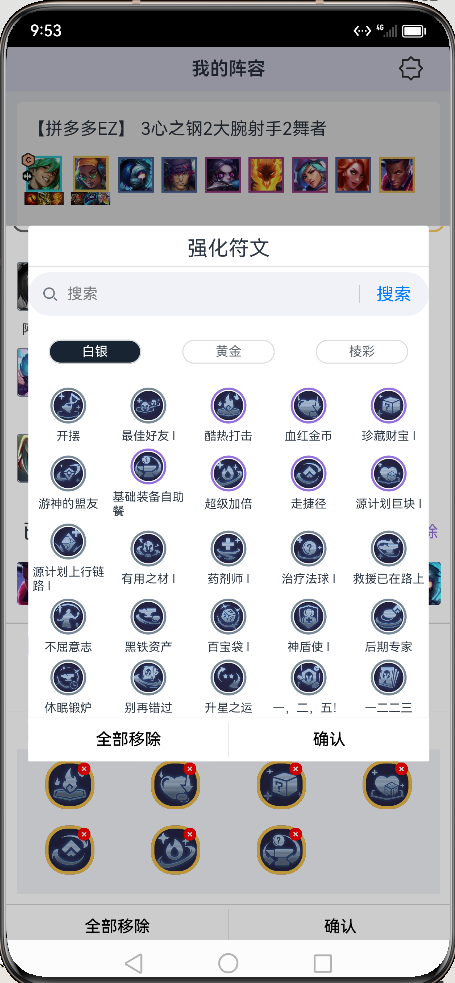 9:53
4G
我的阵容
【拼多多EZ】 3心之钢2大腕射手2舞者
强化符文
搜索 搜索
白银 黄金 棱彩
开摆 最佳好友 I 酷热打击 血红金币 珍藏财宝 I
游神的盟友 基础装备自助餐 超级加倍 走捷径 源计划巨块 I
源计划上行链路 I 有用之材 I 药剂师 I 治疗法球 I 救援已在路上
不屈意志 黑铁资产 百宝袋 I 神盾使 I 后期专家
休眠锻炉 别再错过 升星之运 一，二，五! 一二二三
全部移除 确认
全部移除 确认